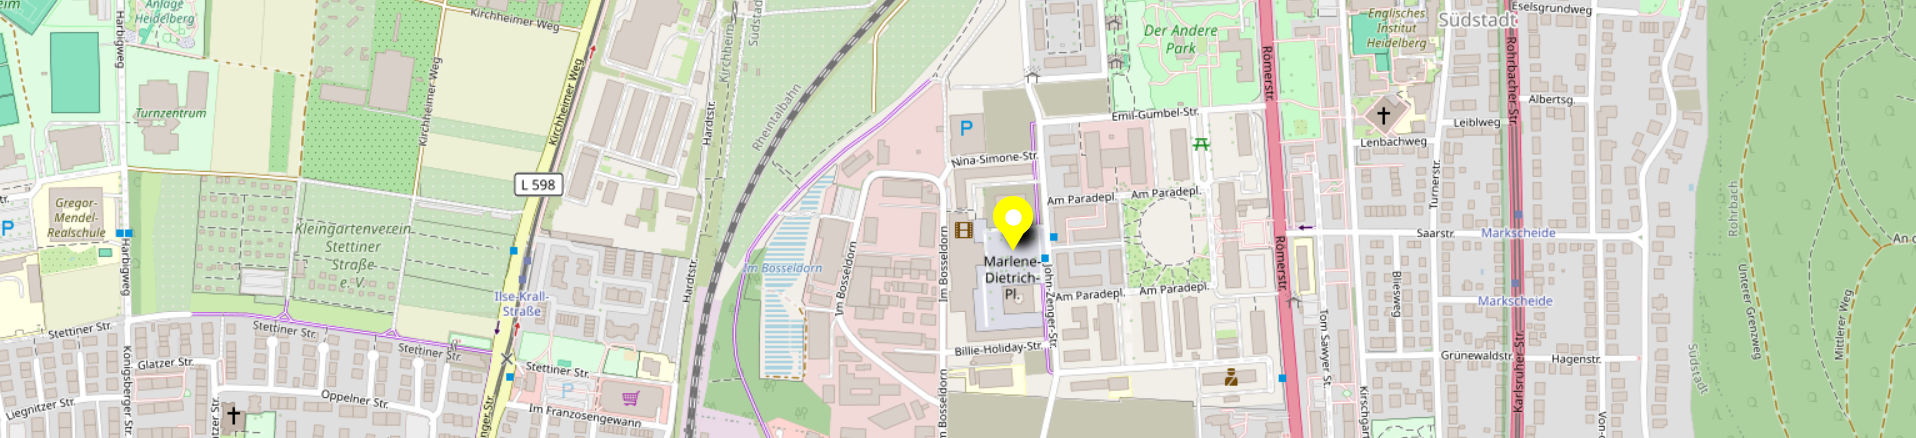 Anlage
Heidelberg
Harbigweg
Kirchheimer Weg
Turnzentrum
Kirchheimer Weg
Kirchheimer Weg
L 598
Gregor-
Mendel-
Realschule
P
Harbigweg
Kleingartenverein
Stettiner
Straße
e. V.
Ilse-Krall-
Straße
Stettiner Str.
Stettiner Str.
Stettiner Str.
Stettiner Str.
Glatzer Str.
Königsberger Str.
Liegnitzer Str.
Oppelner Str.
Im Franzosengewann
P
Hardtstr.
Hardtstr.
Kirchheim
Südstadt
Rheintalbahn
Im Bosseldorn
Im Bosseldorn
Im Bosseldorn
P
Nina-Simone-Str.
Marlene-
Dietrich-
Pl.
John-Zenger-Str.
Billie-Holiday-Str.
Der Andere
Park
Emil-Gumbel-Str.
Am Paradepl.
Am Paradepl.
Am Paradepl.
Am Paradepl.
Römerstr.
Römerstr.
Tom Sawyer Str.
Englisches
Institut
Heidelberg
Südstadt
Eselsgrundweg
Rohrbacher Str.
Albertsg.
Leiblweg
Lenbachweg
Turnerstr.
Saarstr.
Markscheide
Markscheide
Bliesweg
Grünewaldstr.
Hagenstr.
Karlsruher Str.
Rohrbach
Südstadt
Unterer Grenzweg
Mittlerer Weg